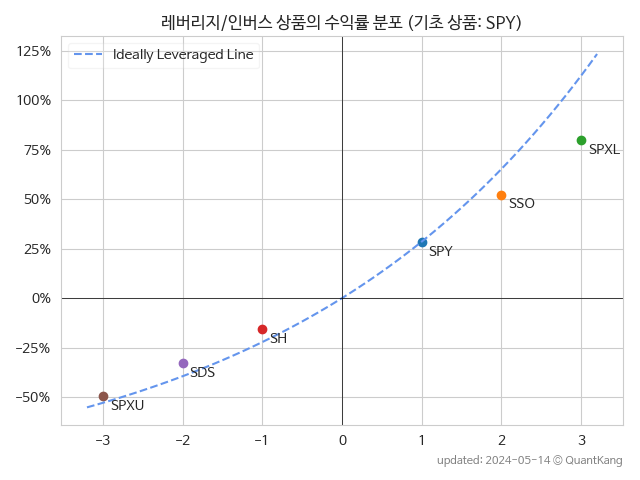 레버리지/인버스 상품의 수익률 분포 (기초 상품: SPY)
Ideally Leveraged Line
125%
100%
75%
50%
25%
0%
−25%
−50%
SPXL
SSO
SPY
SH
SDS
SPXU
−3 −2 −1 0 1 2 3
updated: 2024-05-14 © QuantKang